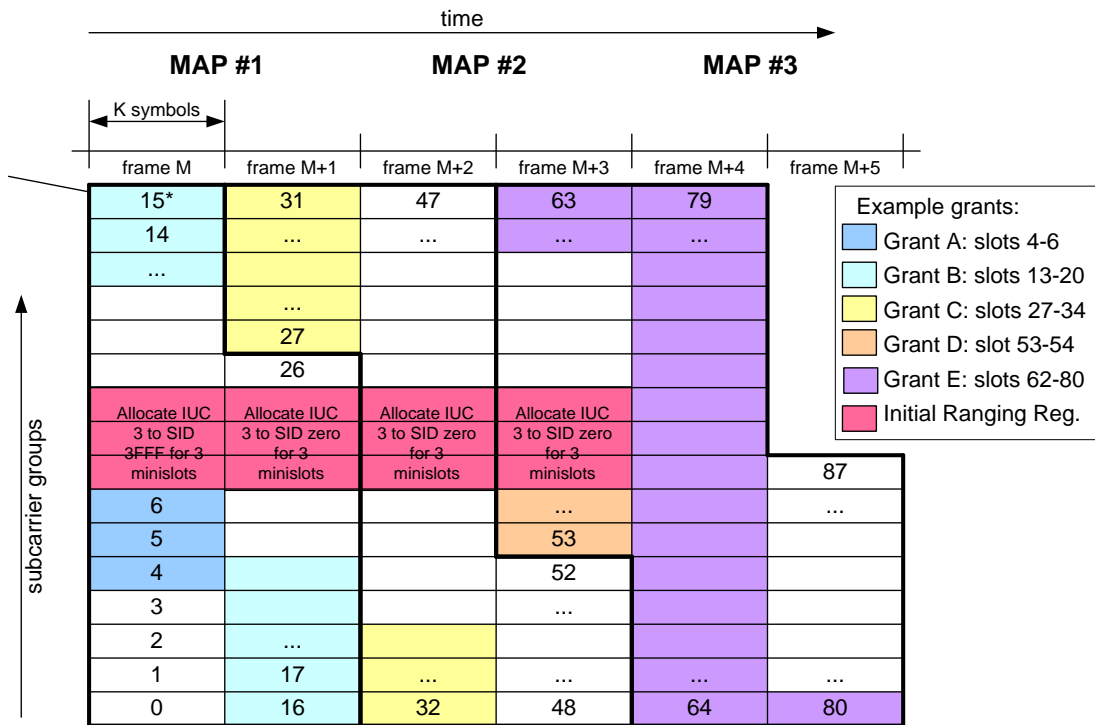 time
MAP #1 MAP #2 MAP #3
K symbols
frame M frame M+1 frame M+2 frame M+3 frame M+4 frame M+5
15* 31 47 63 79
14 ... ... ... ...
...
...
27
26
Allocate IUC 3 to SID 3FFF for 3 minislots
Allocate IUC 3 to SID zero for 3 minislots
Allocate IUC 3 to SID zero for 3 minislots
Allocate IUC 3 to SID zero for 3 minislots
87
6 ... ...
5 53
4 52
3 ...
2 ...
1 17 ... ... ... ...
0 16 32 48 64 80
subcarrier groups
Example grants:
Grant A: slots 4-6
Grant B: slots 13-20
Grant C: slots 27-34
Grant D: slot 53-54
Grant E: slots 62-80
Initial Ranging Reg.